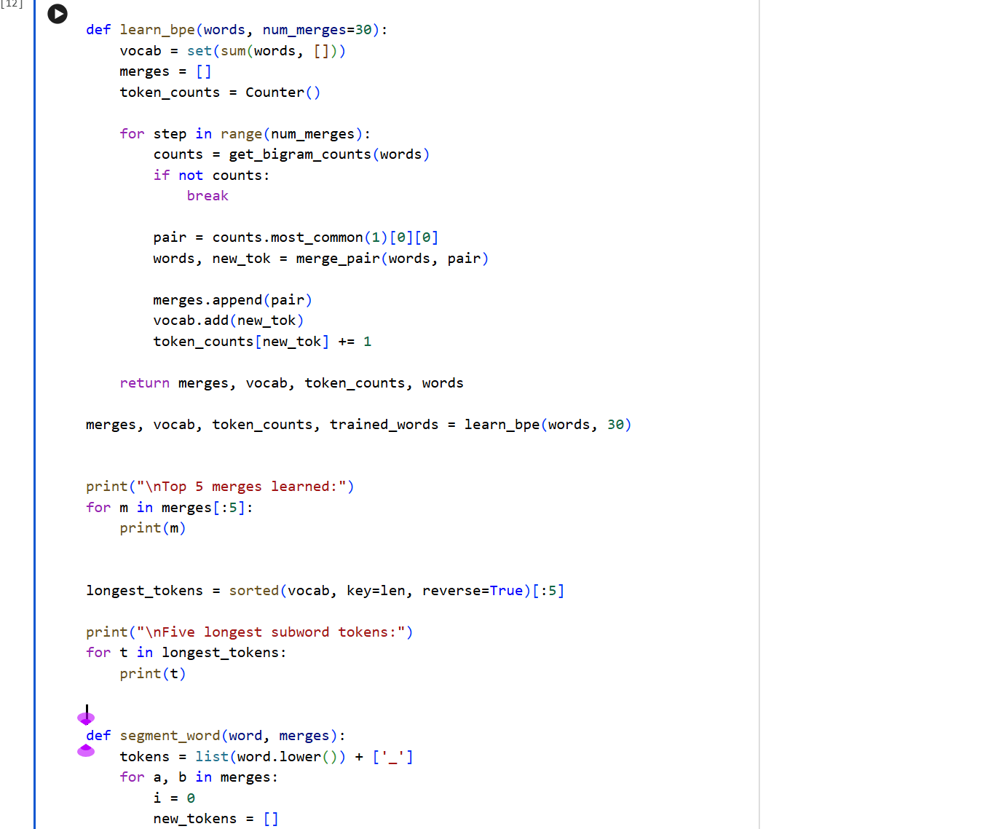 [12]
def learn_bpe(words, num_merges=30):
    vocab = set(sum(words, []))
    merges = []
    token_counts = Counter()

    for step in range(num_merges):
        counts = get_bigram_counts(words)
        if not counts:
            break

        pair = counts.most_common(1)[0][0]
        words, new_tok = merge_pair(words, pair)

        merges.append(pair)
        vocab.add(new_tok)
        token_counts[new_tok] += 1

    return merges, vocab, token_counts, words

merges, vocab, token_counts, trained_words = learn_bpe(words, 30)

print("\nTop 5 merges learned:")
for m in merges[:5]:
    print(m)

longest_tokens = sorted(vocab, key=len, reverse=True)[:5]

print("\nFive longest subword tokens:")
for t in longest_tokens:
    print(t)

def segment_word(word, merges):
    tokens = list(word.lower()) + ['_']
    for a, b in merges:
        i = 0
        new_tokens = []